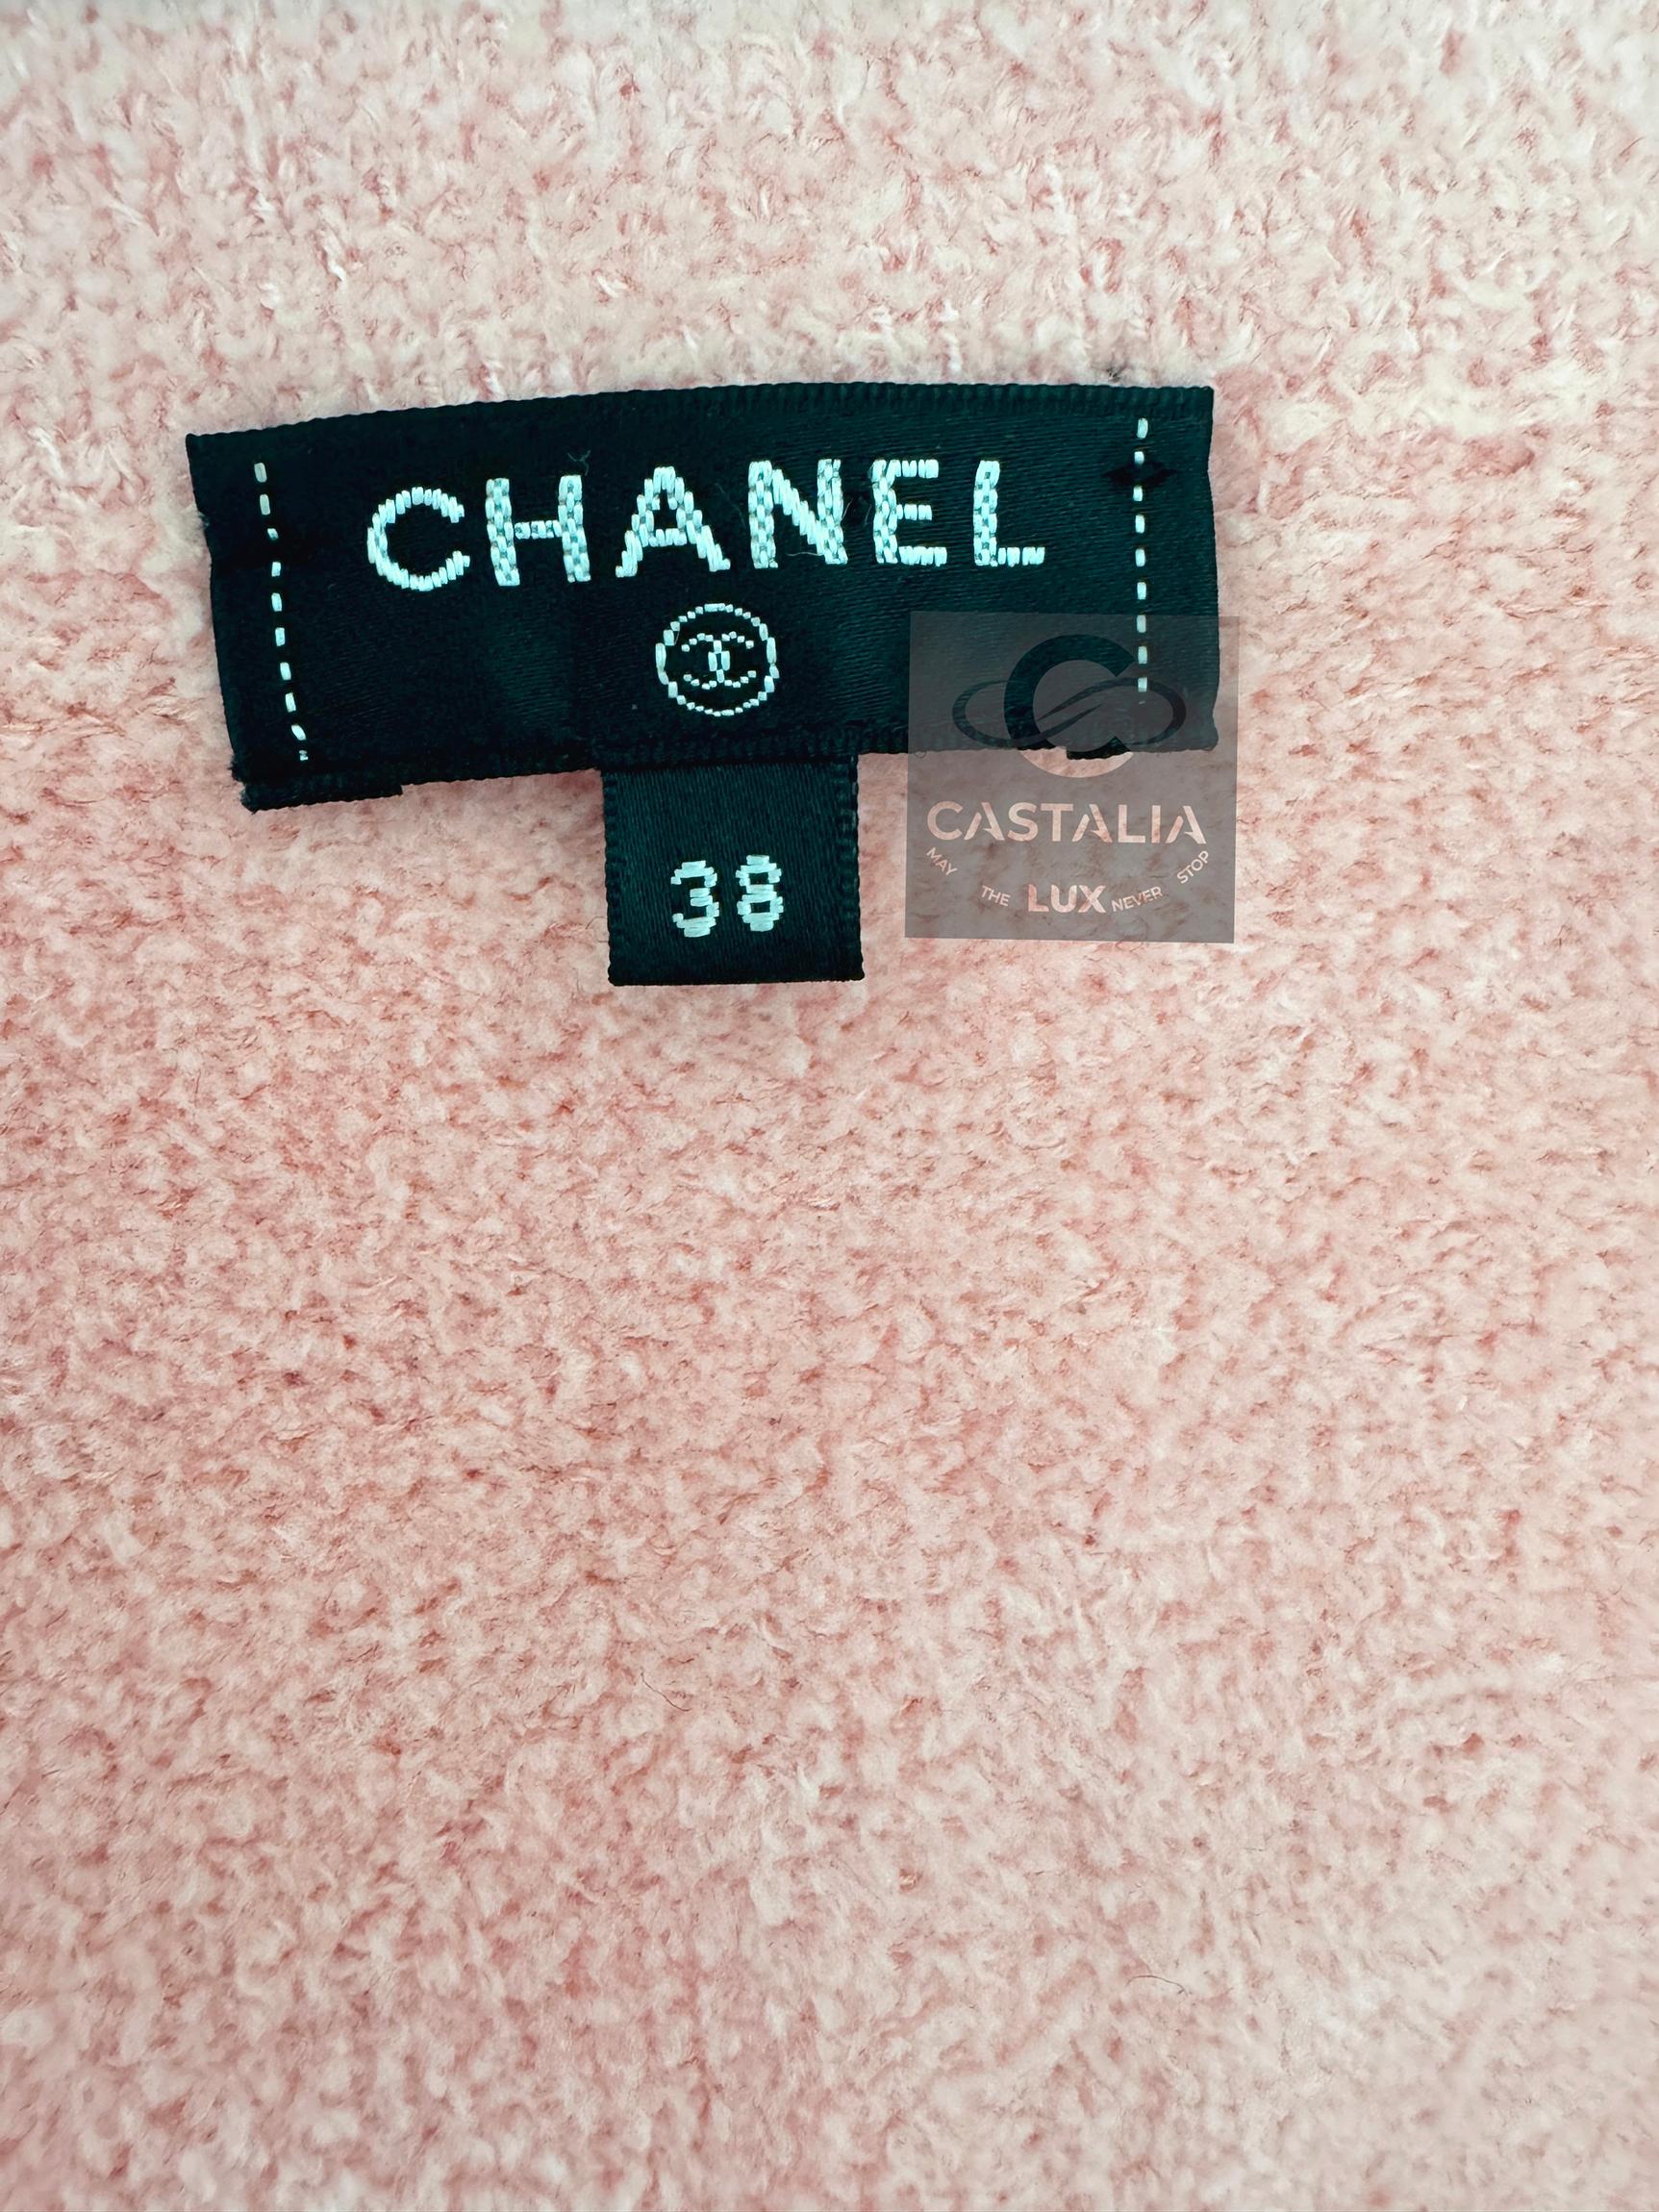 CHANEL
38
CASTALIA
MAY THE LUX NEVER STOP